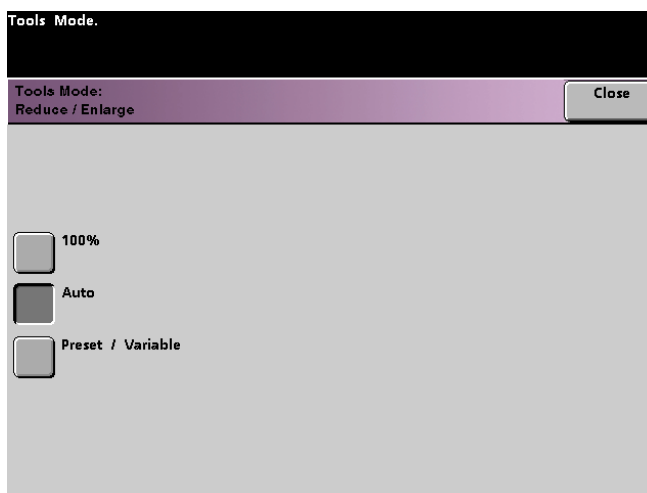 Tools Mode.
Tools Mode:
Reduce / Enlarge
Close
100%
Auto
Preset / Variable